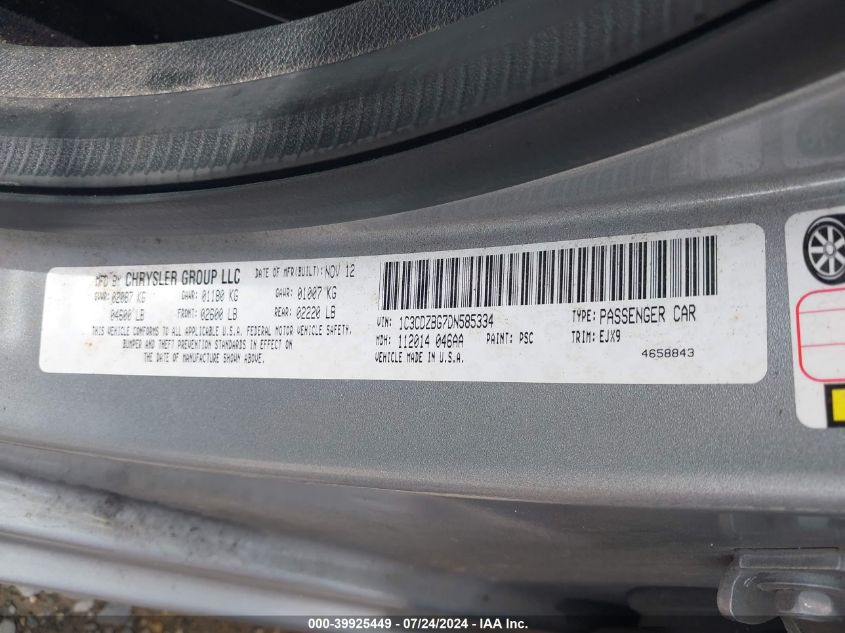 MFD BY CHRYSLER GROUP LLC DATE OF MFR(BUILT): NOV 12
GVWR: 02087 KG GAWR: 01180 KG GAWR: 01007 KG
04600 LB FRONT: 02600 LB REAR: 02220 LB
THIS VEHICLE CONFORMS TO ALL APPLICABLE U.S.A. FEDERAL MOTOR VEHICLE SAFETY,
BUMPER AND THEFT PREVENTION STANDARDS IN EFFECT ON
THE DATE OF MANUFACTURE SHOWN ABOVE.
VIN: 1C3CDZBG7DN585334 TYPE: PASSENGER CAR
MDH: 112014 046AA PAINT: PSC TRIM: EJX9
VEHICLE MADE IN U.S.A. 4658843
000-39925449 / 07/24/2024 - IAA Inc.